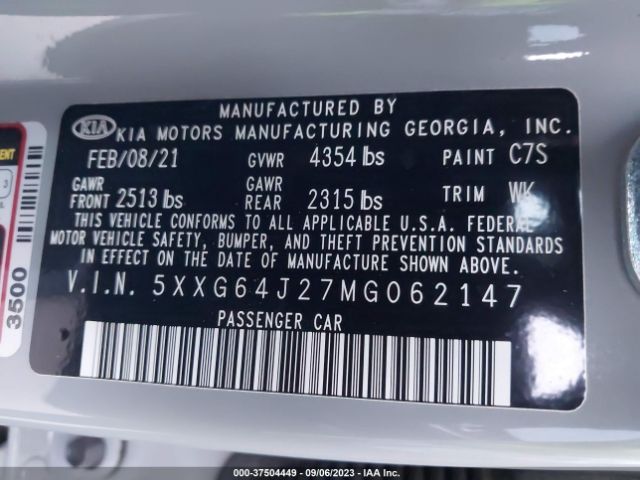 MANUFACTURED BY
KIA KIA MOTORS MANUFACTURING GEORGIA, INC.
FEB/08/21 GVWR 4354 lbs PAINT C7S
GAWR FRONT 2513 lbs GAWR REAR 2315 lbs TRIM WK
THIS VEHICLE CONFORMS TO ALL APPLICABLE U.S.A. FEDERAL
MOTOR VEHICLE SAFETY, BUMPER, AND THEFT PREVENTION STANDARDS
IN EFFECT ON THE DATE OF MANUFACTURE SHOWN ABOVE.
V.I.N. 5XXG64J27MG062147
PASSENGER CAR
3
3500
000-37504449 - 09/06/2023 - IAA Inc.